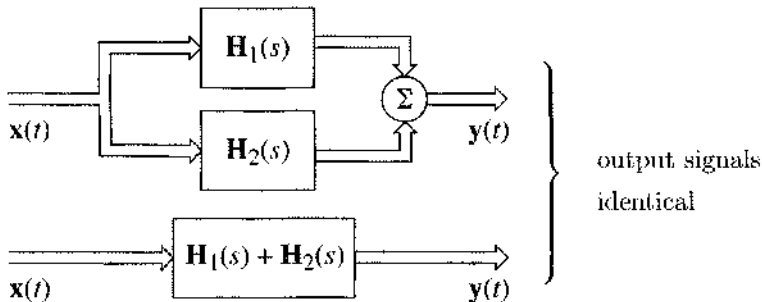 H₁(s)
Σ
x(t)
H₂(s)
y(t)
output signals
identical
H₁(s) + H₂(s)
x(t)
y(t)